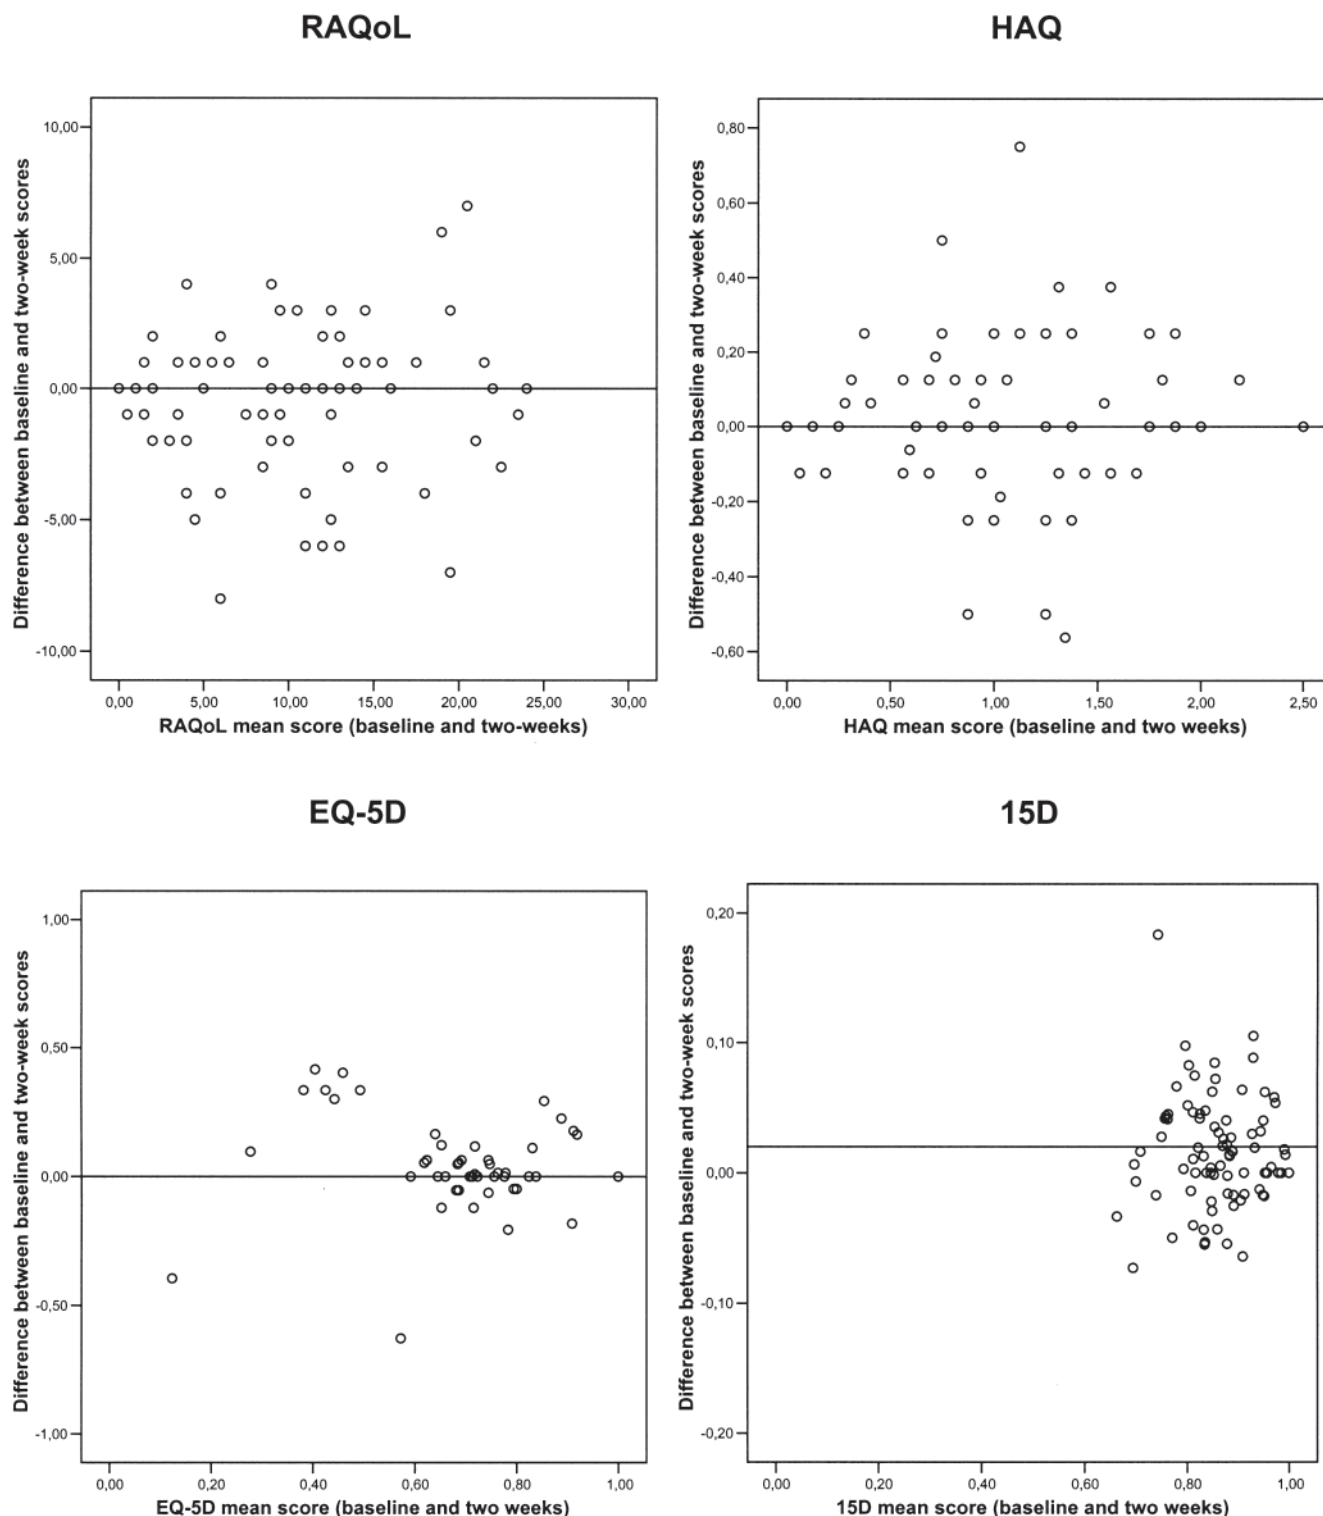 RAQoL
HAQ
Difference between baseline and two-week scores
10,00
5,00
0,00
-5,00
-10,00
0,00 5,00 10,00 15,00 20,00 25,00 30,00
RAQoL mean score (baseline and two-weeks)
Difference between baseline and two-week scores
0,80
0,60
0,40
0,20
0,00
-0,20
-0,40
-0,60
0,00 0,50 1,00 1,50 2,00 2,50
HAQ mean score (baseline and two weeks)
EQ-5D
15D
Difference between baseline and two-week scores
1,00
0,50
0,00
-0,50
-1,00
0,00 0,20 0,40 0,60 0,80 1,00
EQ-5D mean score (baseline and two weeks)
Difference between baseline and two-week scores
0,20
0,10
0,00
-0,10
-0,20
0,00 0,20 0,40 0,60 0,80 1,00
15D mean score (baseline and two weeks)